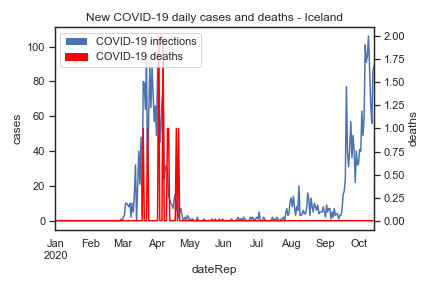 New COVID-19 daily cases and deaths - Iceland
COVID-19 infections
COVID-19 deaths
100
80
60
40
20
0
cases
2.00
1.75
1.50
1.25
1.00
0.75
0.50
0.25
0.00
deaths
Jan Feb Mar Apr May Jun Jul Aug Sep Oct
2020
dateRep